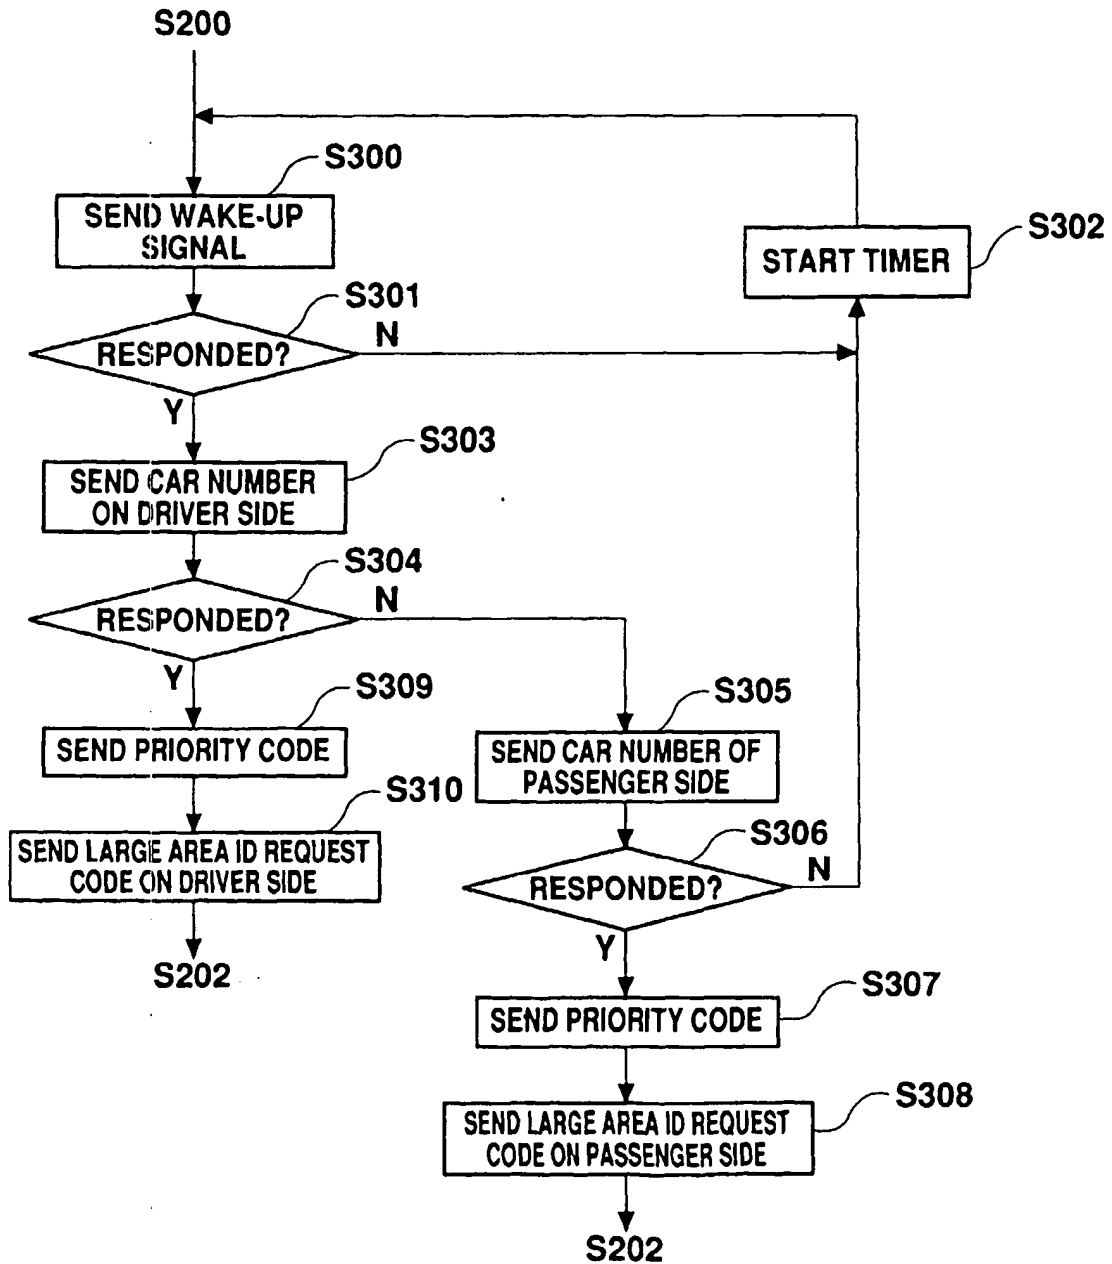 S200
S300
SEND WAKE-UP
SIGNAL
S302
START TIMER
S301
RESPONDED?
N
Y
S303
SEND CAR NUMBER
ON DRIVER SIDE
S304
RESPONDED?
N
Y
S309
SEND PRIORITY CODE
S305
SEND CAR NUMBER OF
PASSENGER SIDE
S310
SEND LARGE AREA ID REQUEST
CODE ON DRIVER SIDE
S202
S306
RESPONDED?
N
Y
S307
SEND PRIORITY CODE
S308
SEND LARGE AREA ID REQUEST
CODE ON PASSENGER SIDE
S202